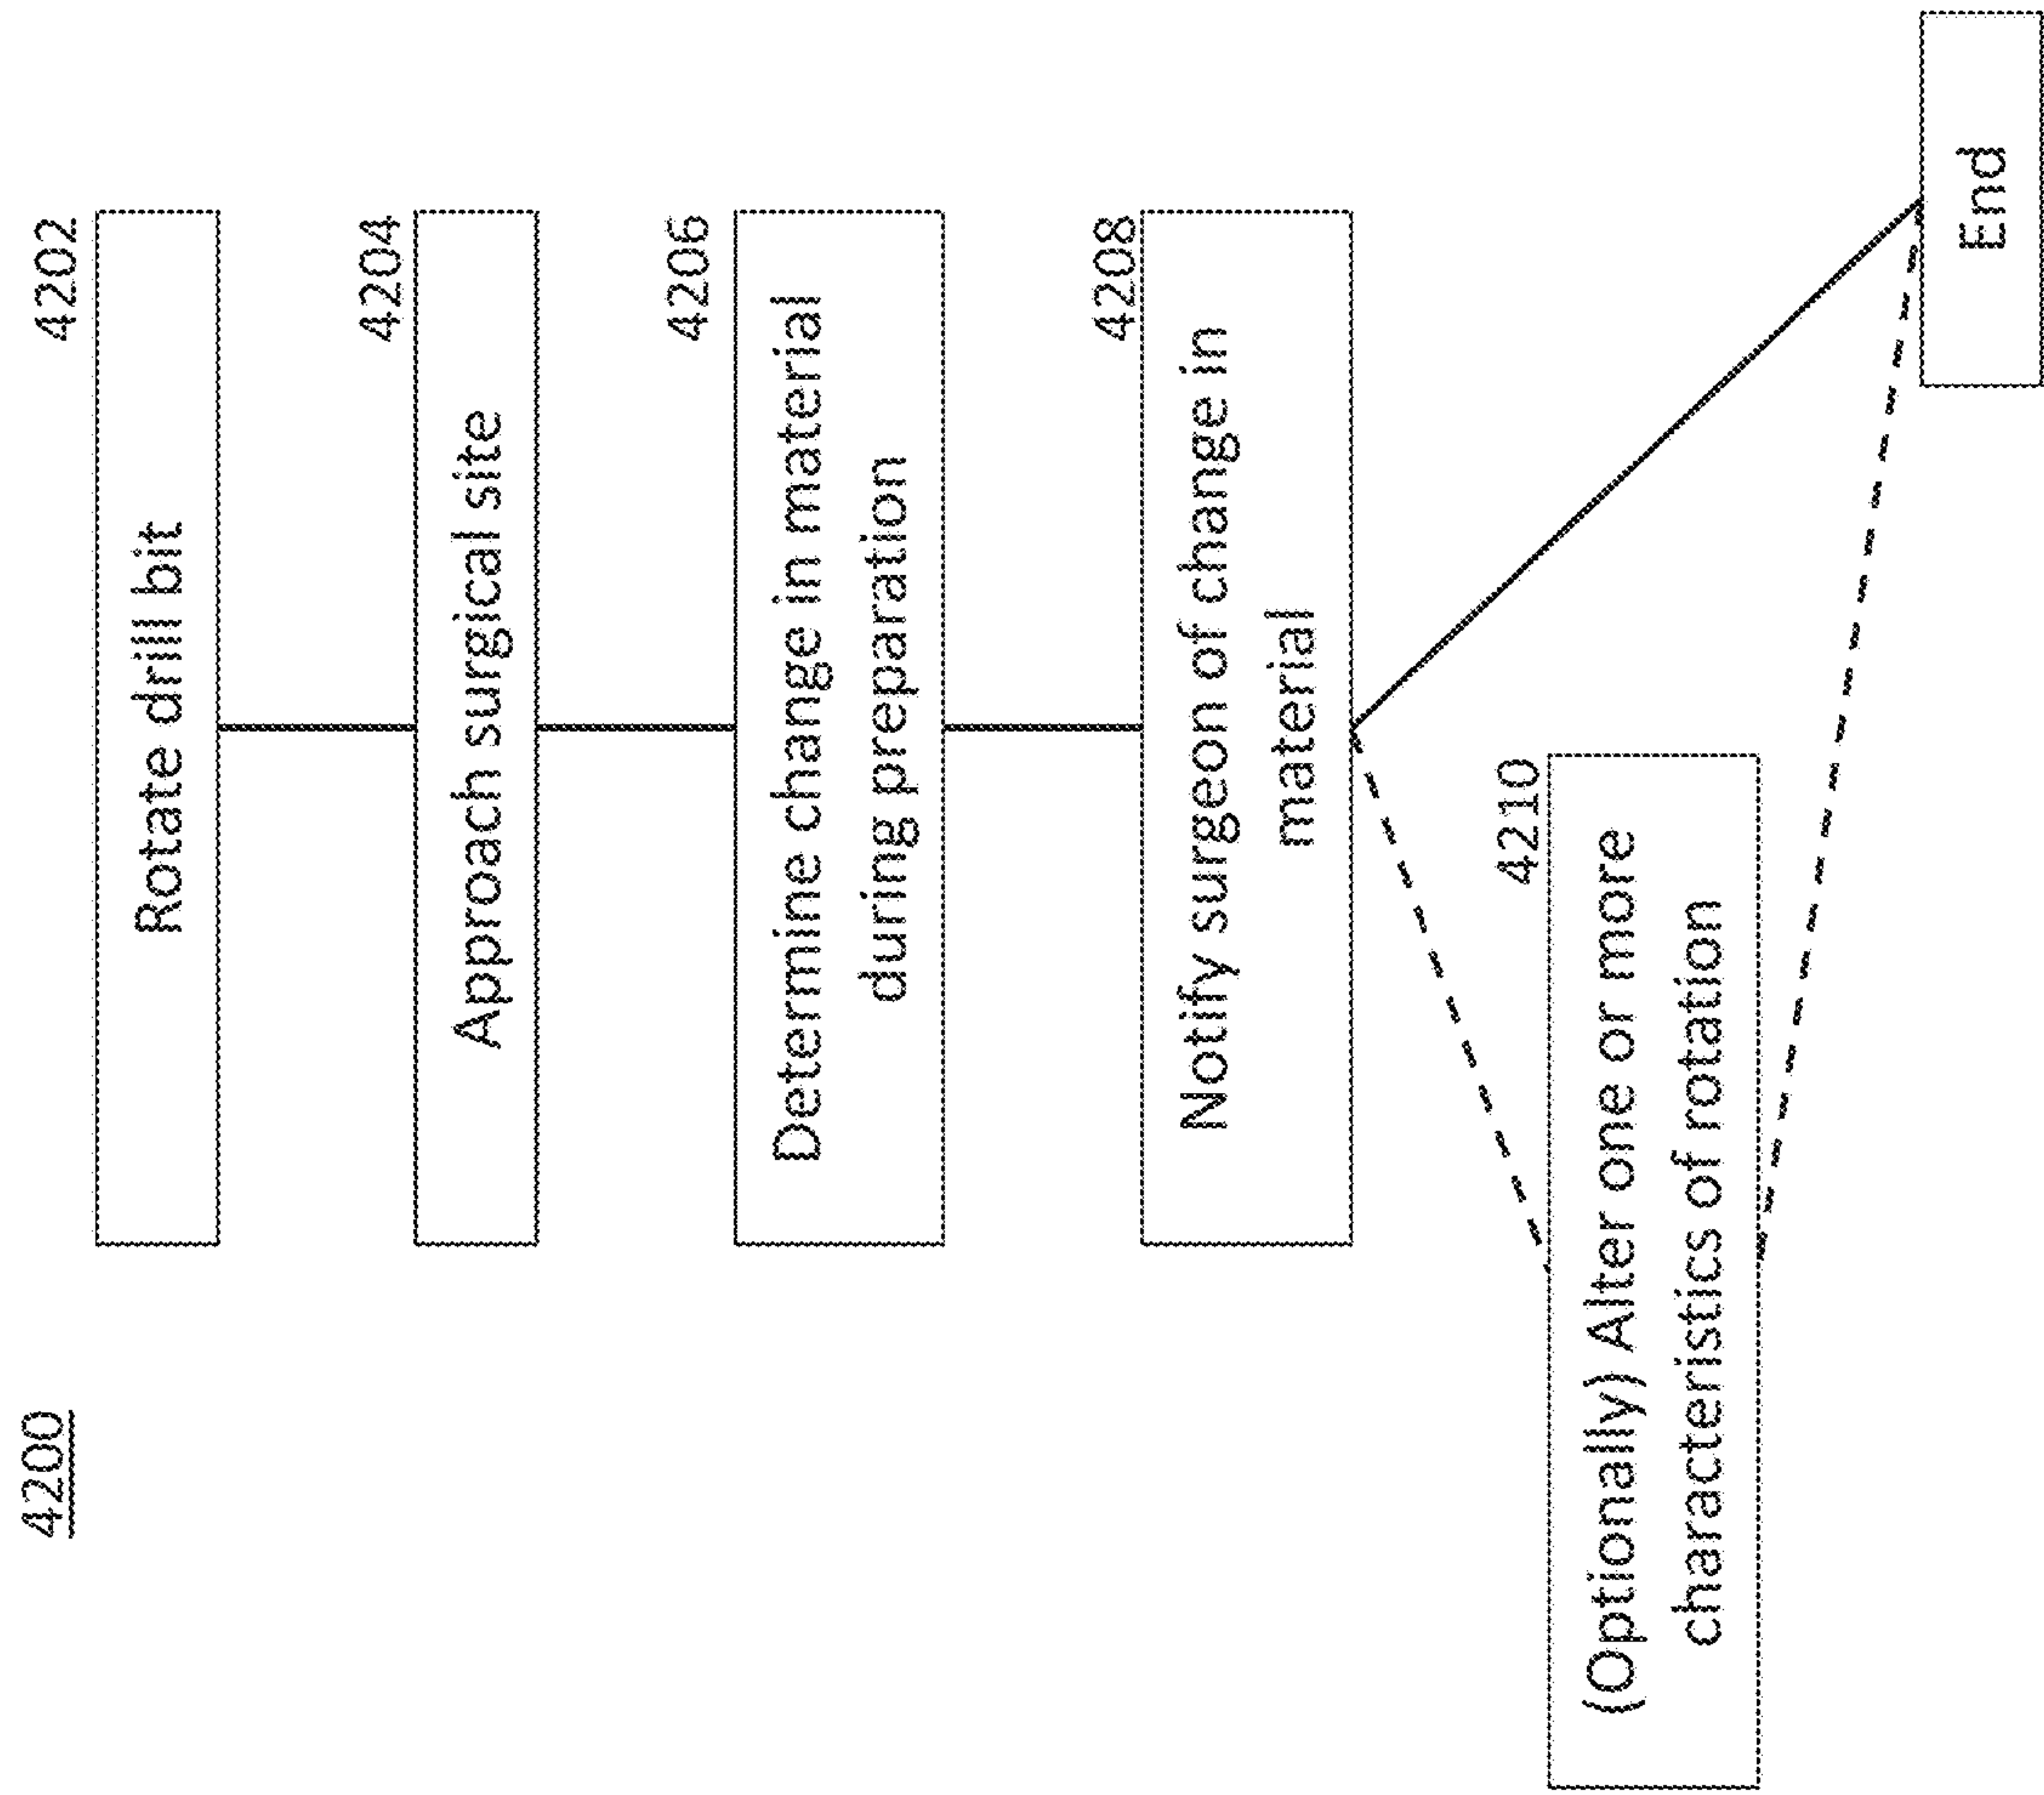 4200
4202
Rotate drill bit
4204
Approach surgical site
4206
Determine change in material
during preparation
4208
Notify surgeon of change in
material
4210
(Optionally) Alter one or more
characteristics of rotation
End